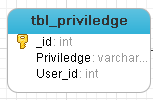 tbl_priviledge
_id: int
Priviledge: varchar...
User_id: int